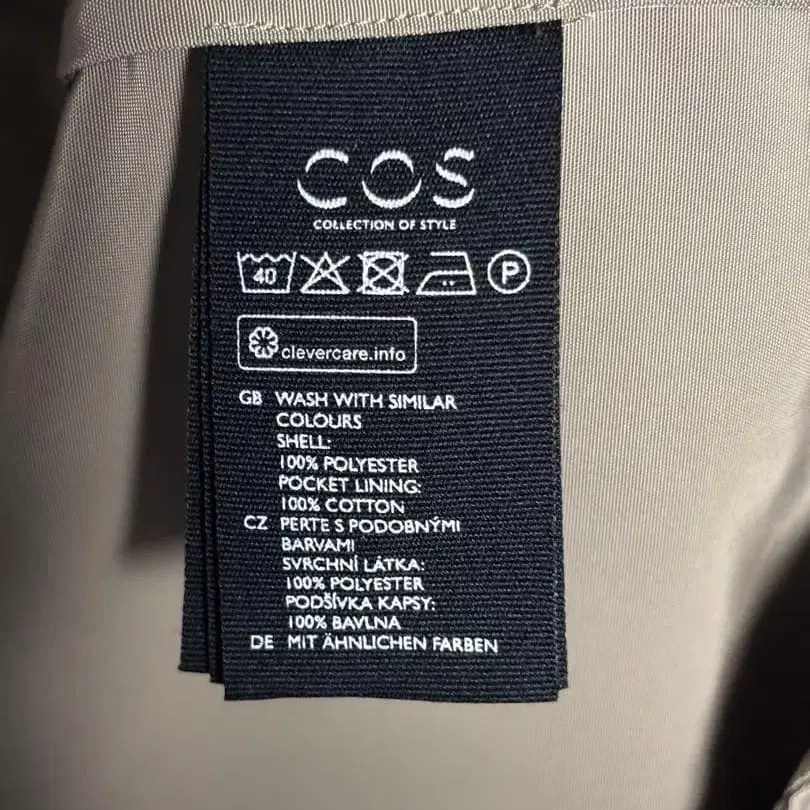 COS
COLLECTION OF STYLE
40 P
clevercare.info
GB WASH WITH SIMILAR
COLOURS
SHELL:
100% POLYESTER
POCKET LINING:
100% COTTON
CZ PERTE S PODOBNÝMI
BARVAMI
SVRCHNÍ LÁTKA:
100% POLYESTER
PODŠÍVKA KAPSY:
100% BAVLNA
DE MIT ÄHNLICHEN FARBEN